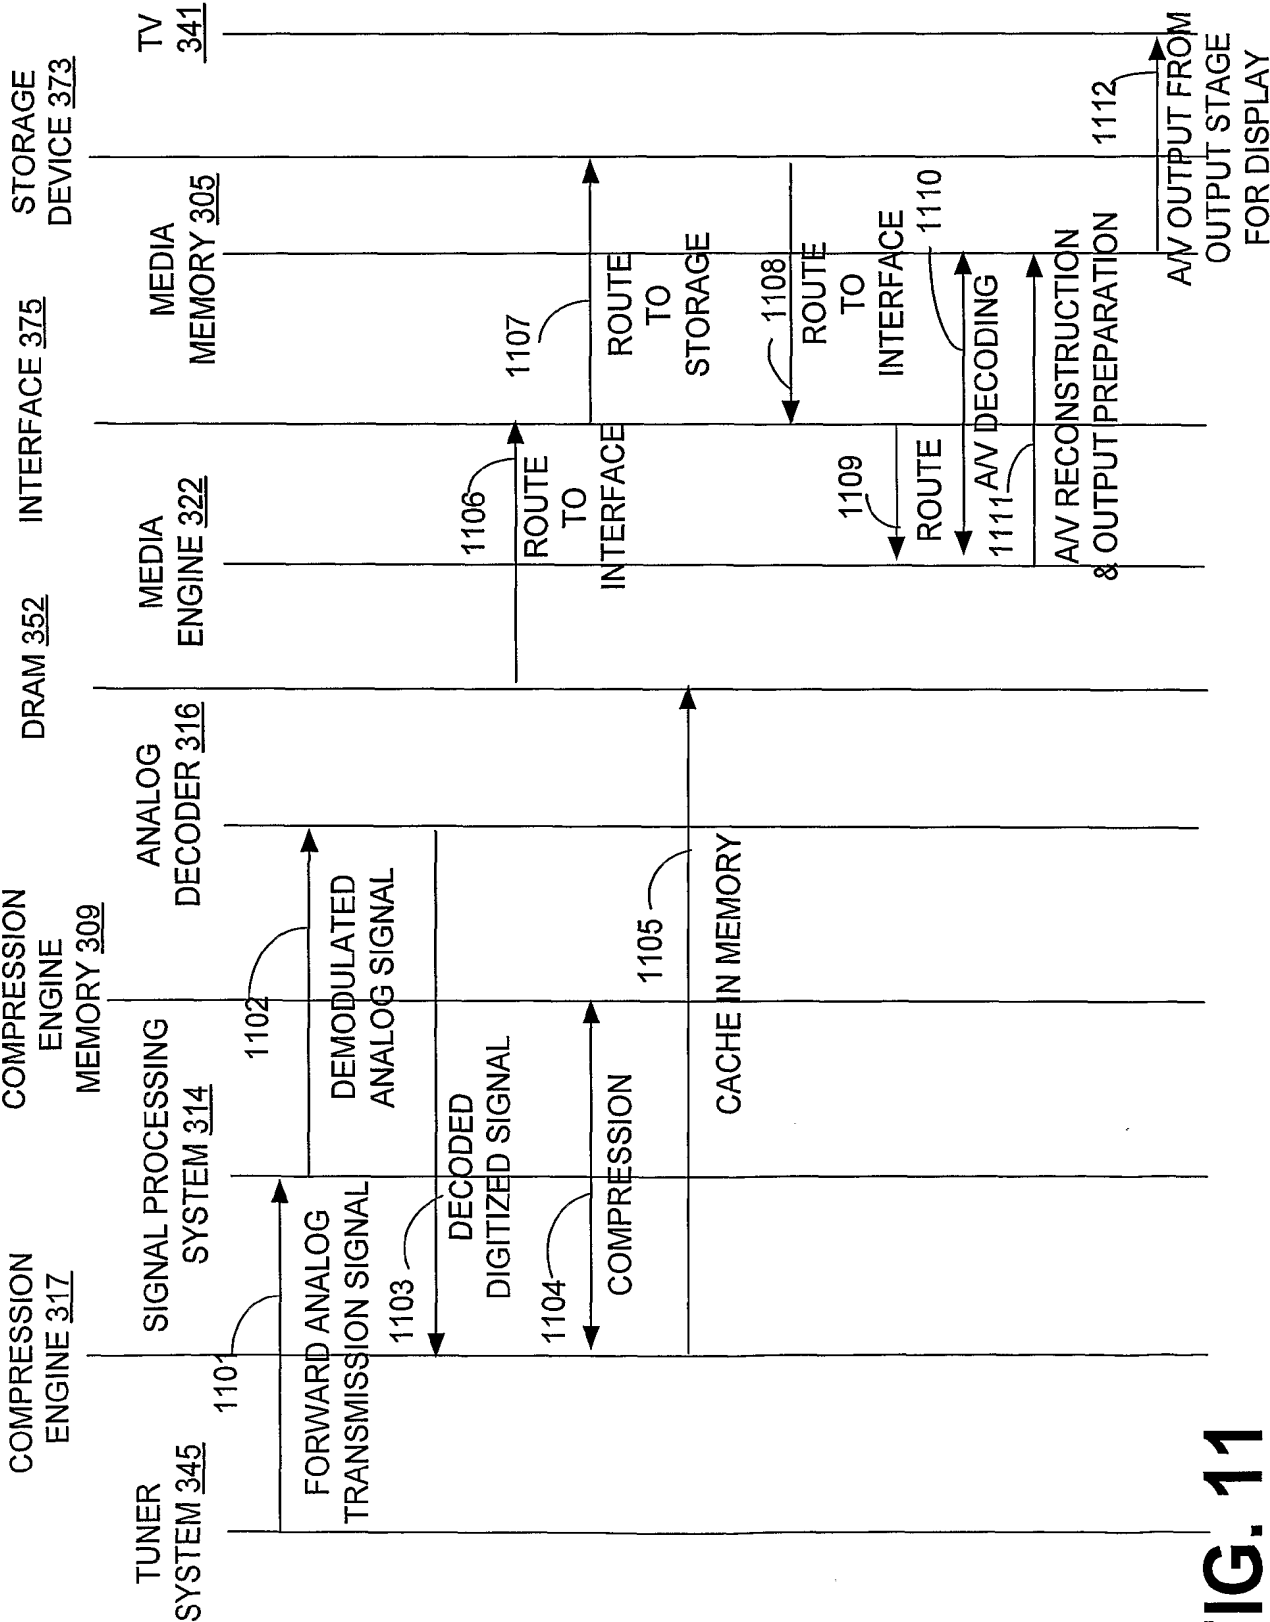 COMPRESSION
ENGINE 317
COMPRESSION
ENGINE
MEMORY 309
DRAM 352
INTERFACE 375
STORAGE
DEVICE 373
TUNER
SYSTEM 345
SIGNAL PROCESSING
SYSTEM 314
ANALOG
DECODER 316
MEDIA
ENGINE 322
MEDIA
MEMORY 305
TV
341
1101
FORWARD ANALOG
TRANSMISSION SIGNAL
1102
DEMODULATED
ANALOG SIGNAL
1103
DECODED
DIGITIZED SIGNAL
1104
COMPRESSION
1105
CACHE IN MEMORY
1106
ROUTE
TO
INTERFACE
1107
ROUTE
TO
STORAGE
1108
ROUTE
TO
INTERFACE
1109
ROUTE
1110
A/V DECODING
1111
A/V RECONSTRUCTION
& OUTPUT PREPARATION
1112
A/V OUTPUT FROM
OUTPUT STAGE
FOR DISPLAY
IG. 11